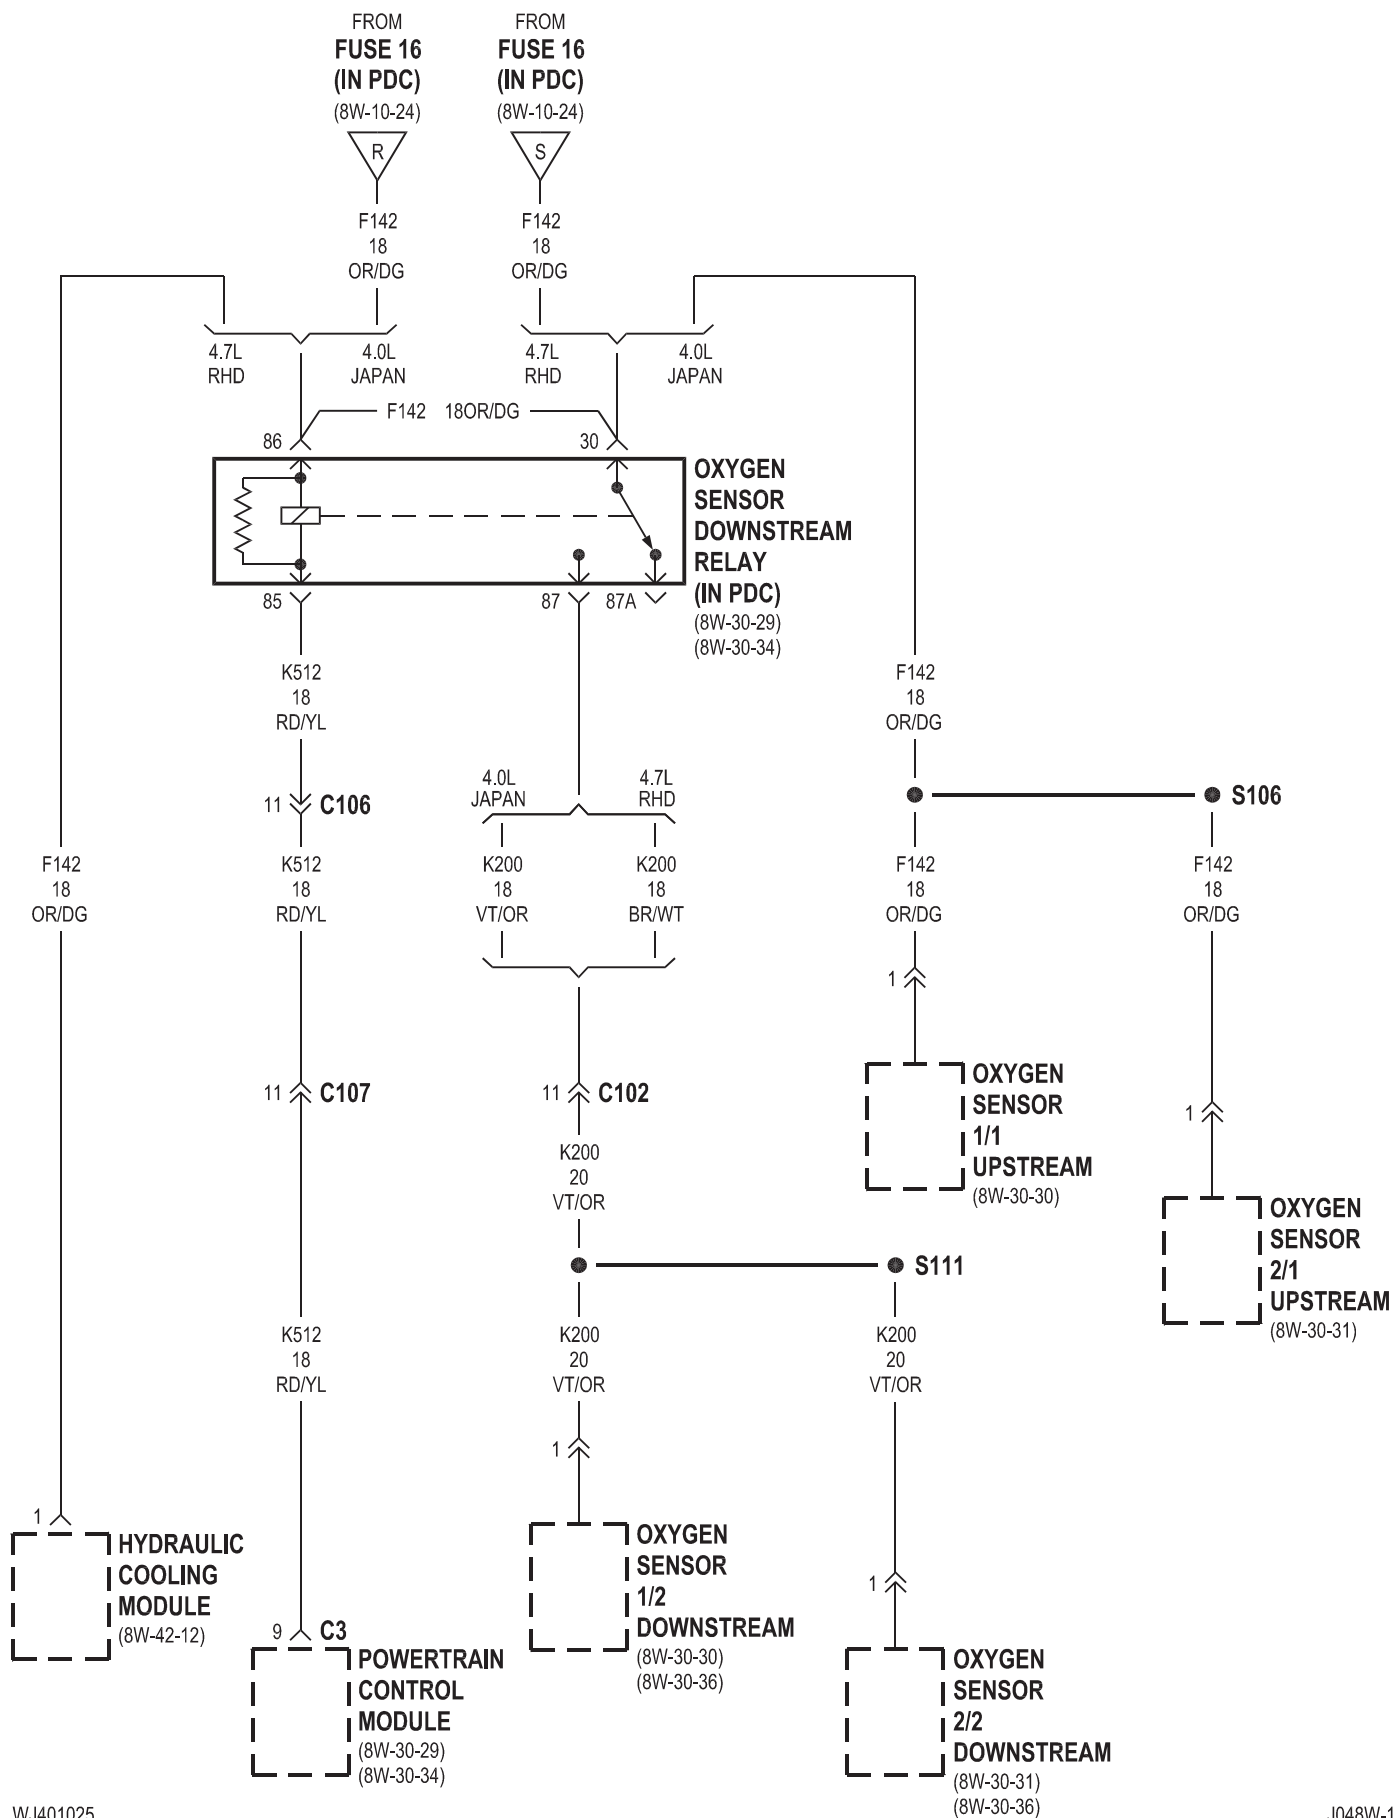 FROM
FUSE 16
(IN PDC)
(8W-10-24)
R
F142
18
OR/DG
FROM
FUSE 16
(IN PDC)
(8W-10-24)
S
F142
18
OR/DG
4.7L
RHD
4.0L
JAPAN
4.7L
RHD
4.0L
JAPAN
F142 18OR/DG
86
30
OXYGEN
SENSOR
DOWNSTREAM
RELAY
(IN PDC)
(8W-30-29)
(8W-30-34)
85
87
87A
K512
18
RD/YL
F142
18
OR/DG
4.0L
JAPAN
4.7L
RHD
11 C106
S106
F142
18
OR/DG
K512
18
RD/YL
K200
18
VT/OR
K200
18
BR/WT
F142
18
OR/DG
F142
18
OR/DG
1
11 C107
11 C102
OXYGEN
SENSOR
1/1
UPSTREAM
(8W-30-30)
1
K200
20
VT/OR
OXYGEN
SENSOR
2/1
UPSTREAM
(8W-30-31)
S111
K512
18
RD/YL
K200
20
VT/OR
K200
20
VT/OR
1
1
HYDRAULIC
COOLING
MODULE
(8W-42-12)
OXYGEN
SENSOR
1/2
DOWNSTREAM
(8W-30-30)
(8W-30-36)
1
9 C3
POWERTRAIN
CONTROL
MODULE
(8W-30-29)
(8W-30-34)
OXYGEN
SENSOR
2/2
DOWNSTREAM
(8W-30-31)
(8W-30-36)
WJ401025
J048W-1